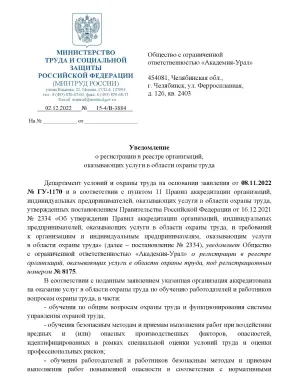 МИНИСТЕРСТВО
ТРУДА И СОЦИАЛЬНОЙ
ЗАЩИТЫ
РОССИЙСКОЙ ФЕДЕРАЦИИ
(МИНТРУД РОССИИ)
02.12.2022 № 15-4/В-3884
На № от
Общество с ограниченной
ответственностью «Академия-Урал»
454081, Челябинская обл.,
г. Челябинск, ул. Ферросплавная,
д. 126, кв. 2403
Уведомление
о регистрации в реестре организаций,
оказывающих услуги в области охраны труда
Департамент условий и охраны труда на основании заявления от 08.11.2022
№ ГУ-1170 и в соответствии с пунктом 11 Правил аккредитации организаций,
индивидуальных предпринимателей, оказывающих услуги в области охраны труда,
утвержденных постановлением Правительства Российской Федерации от 16.12.2021
№ 2334 «Об утверждении Правил аккредитации организаций, индивидуальных
предпринимателей, оказывающих услуги в области охраны труда, и требований
к организациям и индивидуальным предпринимателям, оказывающим услуги
в области охраны труда» (далее – постановление № 2334), уведомляет Общество
с ограниченной ответственностью «Академия-Урал» о регистрации в реестре
организаций, оказывающих услуги в области охраны труда, под регистрационным
номером № 8175.
В соответствии с поданным заявлением указанная организация аккредитована
на оказание услуг в области охраны труда по обучению работодателей и работников
вопросам охраны труда, в части:
- обучения по общим вопросам охраны труда и функционирования системы
управления охраной труда;
- обучения безопасным методам и приемам выполнения работ при воздействии
вредных и (или) опасных производственных факторов, опасностей,
идентифицированных в рамках специальной оценки условий труда и оценки
профессиональных рисков;
- обучения работодателей и работников безопасным методам и приемам
выполнения работ повышенной опасности в соответствии с нормативными